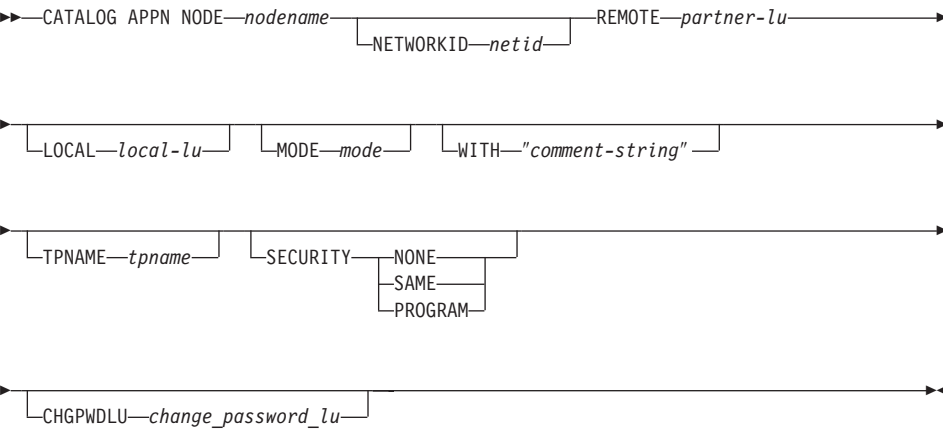 CATALOG APPN NODE nodename REMOTE partner-lu
NETWORKID netid
LOCAL local-lu MODE mode WITH "comment-string"
TPNAME tpname SECURITY NONE
SAME
PROGRAM
CHGPWDLU change_password_lu